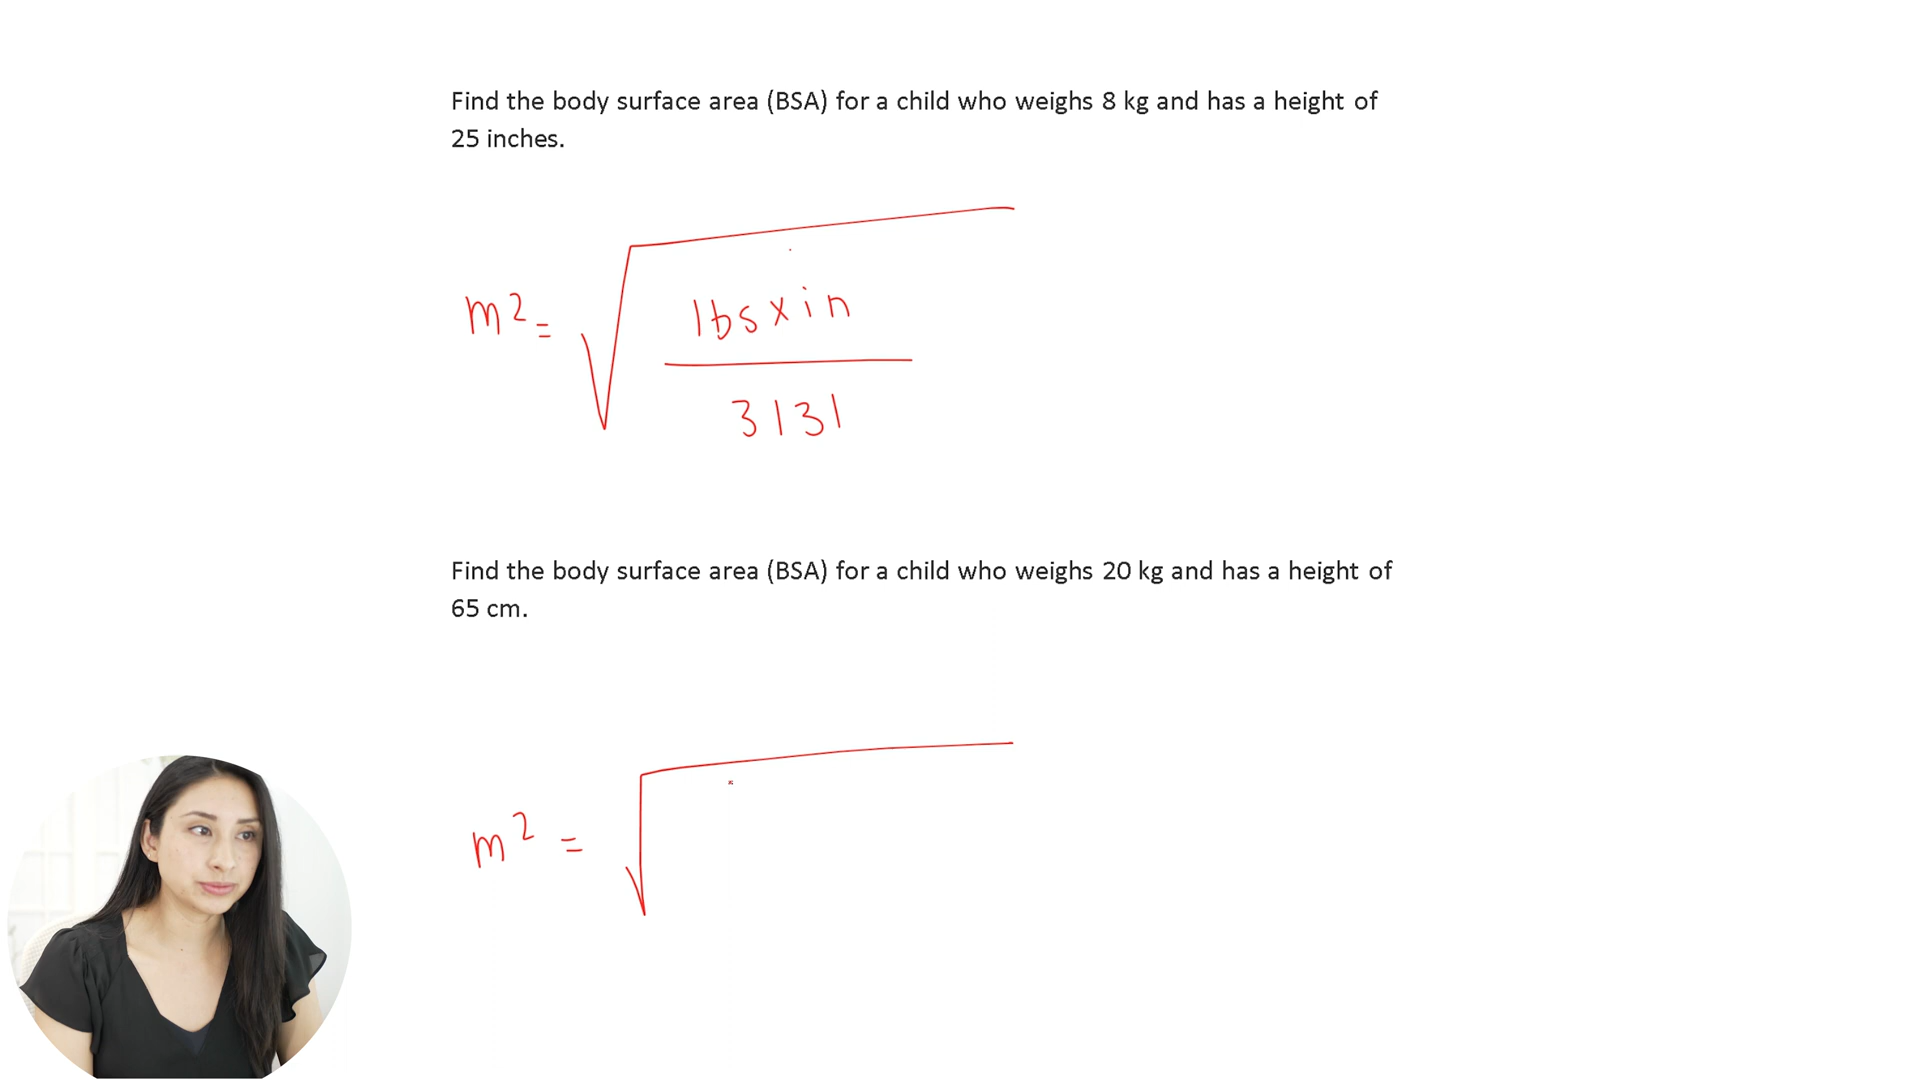 Find the body surface area (BSA) for a child who weighs 8 kg and has a height of
25 inches.
m² = √
lbs x in
3131
Find the body surface area (BSA) for a child who weighs 20 kg and has a height of
65 cm.
m² = √